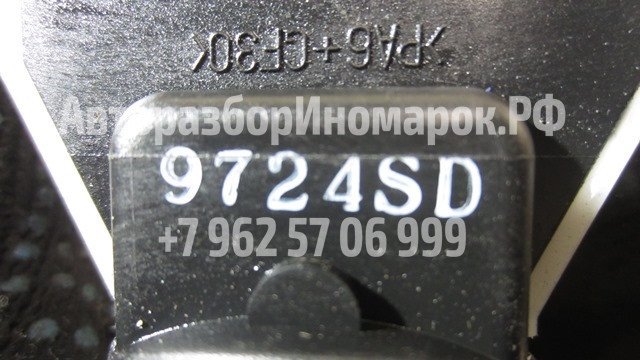 >PA6+GF30<
АвторазборИномарок.РФ
9724SD
+7 962 57 06 999